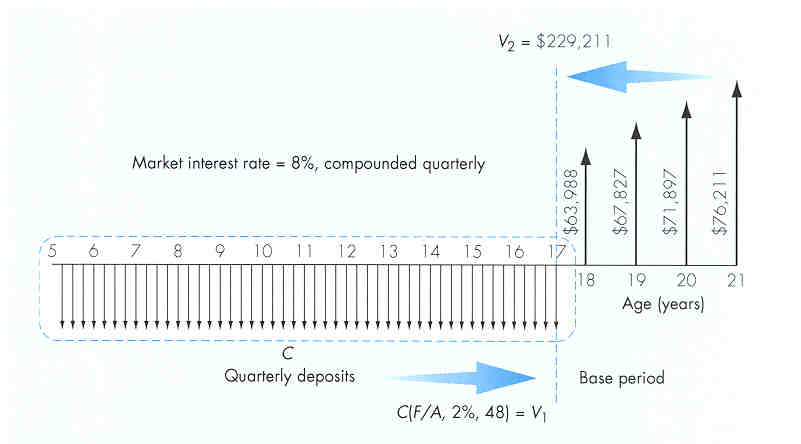 V2 = $229,211
Market interest rate = 8%, compounded quarterly
$63,988
$67,827
$71,897
$76,211
5 6 7 8 9 10 11 12 13 14 15 16 17
18 19 20 21
Age (years)
C
Quarterly deposits
Base period
C(F/A, 2%, 48) = V1